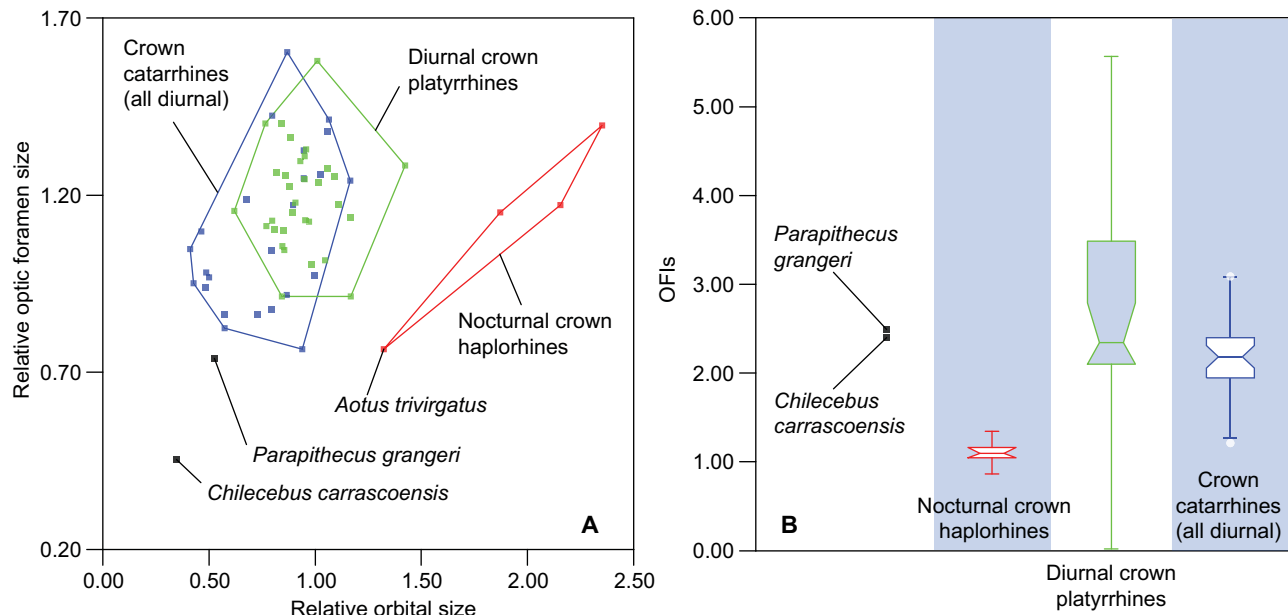 1.70
1.20
0.70
0.20
Relative optic foramen size
Crown
catarrhines
(all diurnal)
Diurnal crown
platyrrhines
Nocturnal crown
haplorhines
Aotus trivirgatus
Parapithecus grangeri
Chilecebus carrascoensis
A
0.00 0.50 1.00 1.50 2.00 2.50
Relative orbital size
6.00
5.00
4.00
3.00
2.00
1.00
0.00
OFIs
Parapithecus
grangeri
Chilecebus
carrascoensis
B
Nocturnal crown
haplorhines
Diurnal crown
platyrrhines
Crown
catarrhines
(all diurnal)